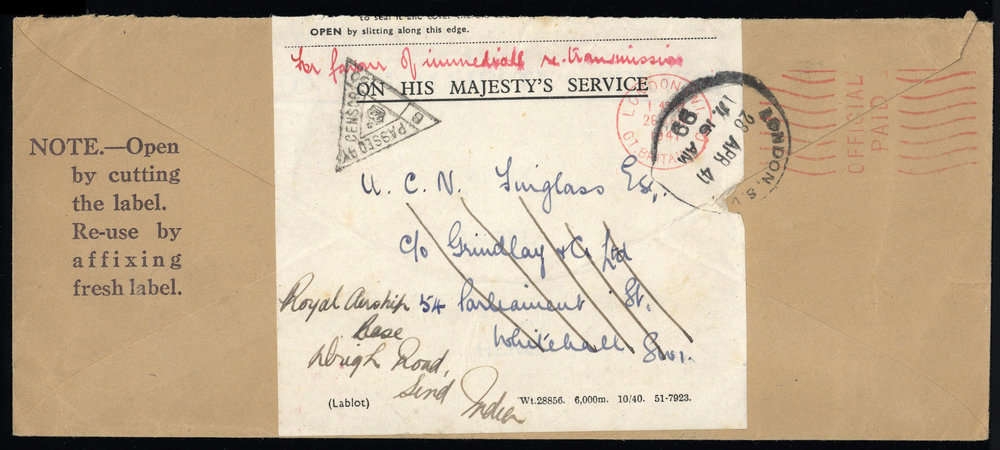 OPEN by slitting along this edge.
For favour of immediate re-transmission
ON HIS MAJESTY'S SERVICE
PASSED BY CENSOR
LONDON
28 APR 41
LONDON. S.W.
OFFICIAL
PAID
NOTE.—Open
by cutting
the label.
Re-use by
affixing
fresh label.
U. C. N. Esq.,
c/o Grindlay & Co Ltd
54 Parliament St.
Whitehall SW1.
Royal Airship
Base
Drigh Road,
Sind
India
(Lablot)
Wt.28856. 6,000m. 10/40. 51-7923.